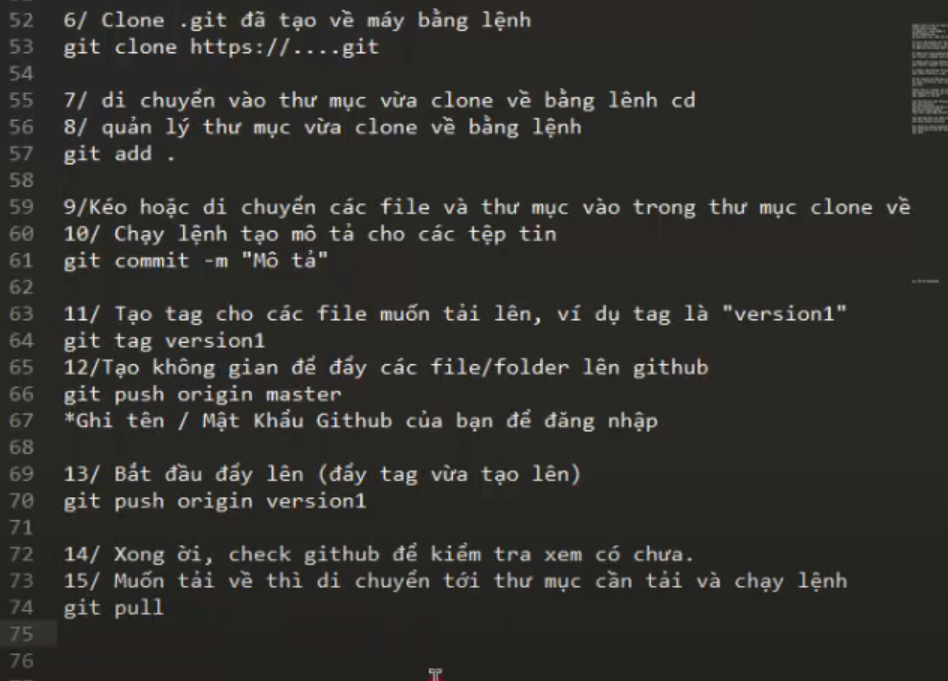 52 6/ Clone .git đã tạo về máy bằng lệnh
53 git clone https://....git
54
55 7/ di chuyển vào thư mục vừa clone về bằng lênh cd
56 8/ quản lý thư mục vừa clone về bằng lệnh
57 git add .
58
59 9/Kéo hoặc di chuyển các file và thư mục vào trong thư mục clone về
60 10/ Chạy lệnh tạo mô tả cho các tệp tin
61 git commit -m "Mô tả"
62
63 11/ Tạo tag cho các file muốn tải lên, ví dụ tag là "version1"
64 git tag version1
65 12/Tạo không gian để đẩy các file/folder lên github
66 git push origin master
67 *Ghi tên / Mật Khẩu Github của bạn để đăng nhập
68
69 13/ Bắt đầu đẩy lên (đẩy tag vừa tạo lên)
70 git push origin version1
71
72 14/ Xong ời, check github để kiểm tra xem có chưa.
73 15/ Muốn tải về thì di chuyển tới thư mục cần tải và chạy lệnh
74 git pull
75
76